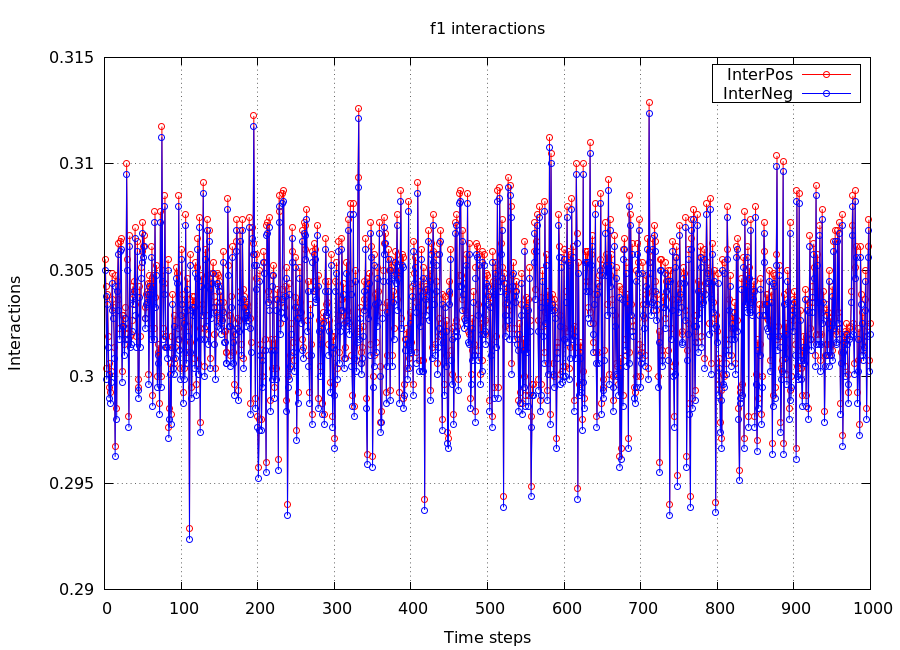 f1 interactions
0.315
0.31
0.305
0.3
0.295
0.29
Interactions
InterPos
InterNeg
0 100 200 300 400 500 600 700 800 900 1000
Time steps